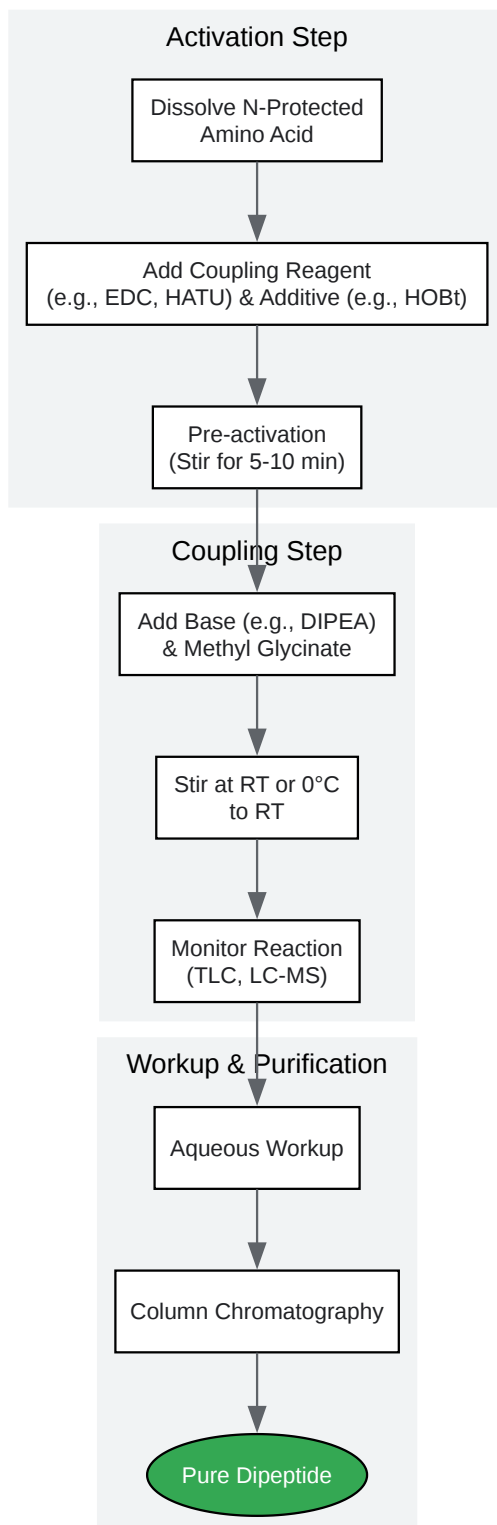 Activation Step
Dissolve N-Protected
Amino Acid
Add Coupling Reagent
(e.g., EDC, HATU) & Additive (e.g., HOBt)
Pre-activation
(Stir for 5-10 min)
Coupling Step
Add Base (e.g., DIPEA)
& Methyl Glycinate
Stir at RT or 0°C
to RT
Monitor Reaction
(TLC, LC-MS)
Workup & Purification
Aqueous Workup
Column Chromatography
Pure Dipeptide